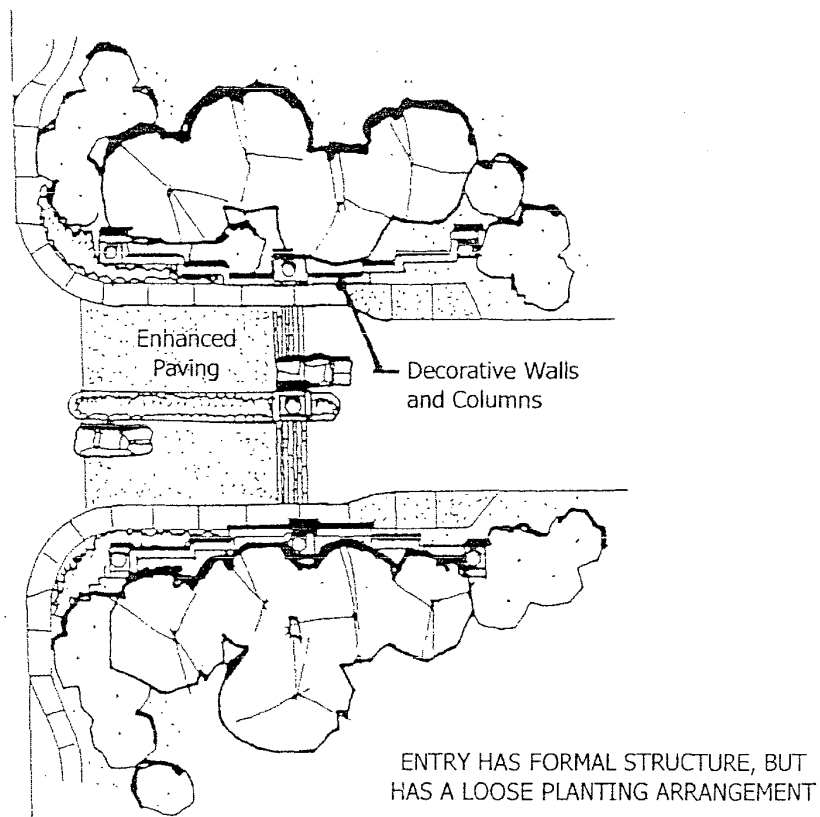 Enhanced
Paving
Decorative Walls
and Columns
ENTRY HAS FORMAL STRUCTURE, BUT
HAS A LOOSE PLANTING ARRANGEMENT